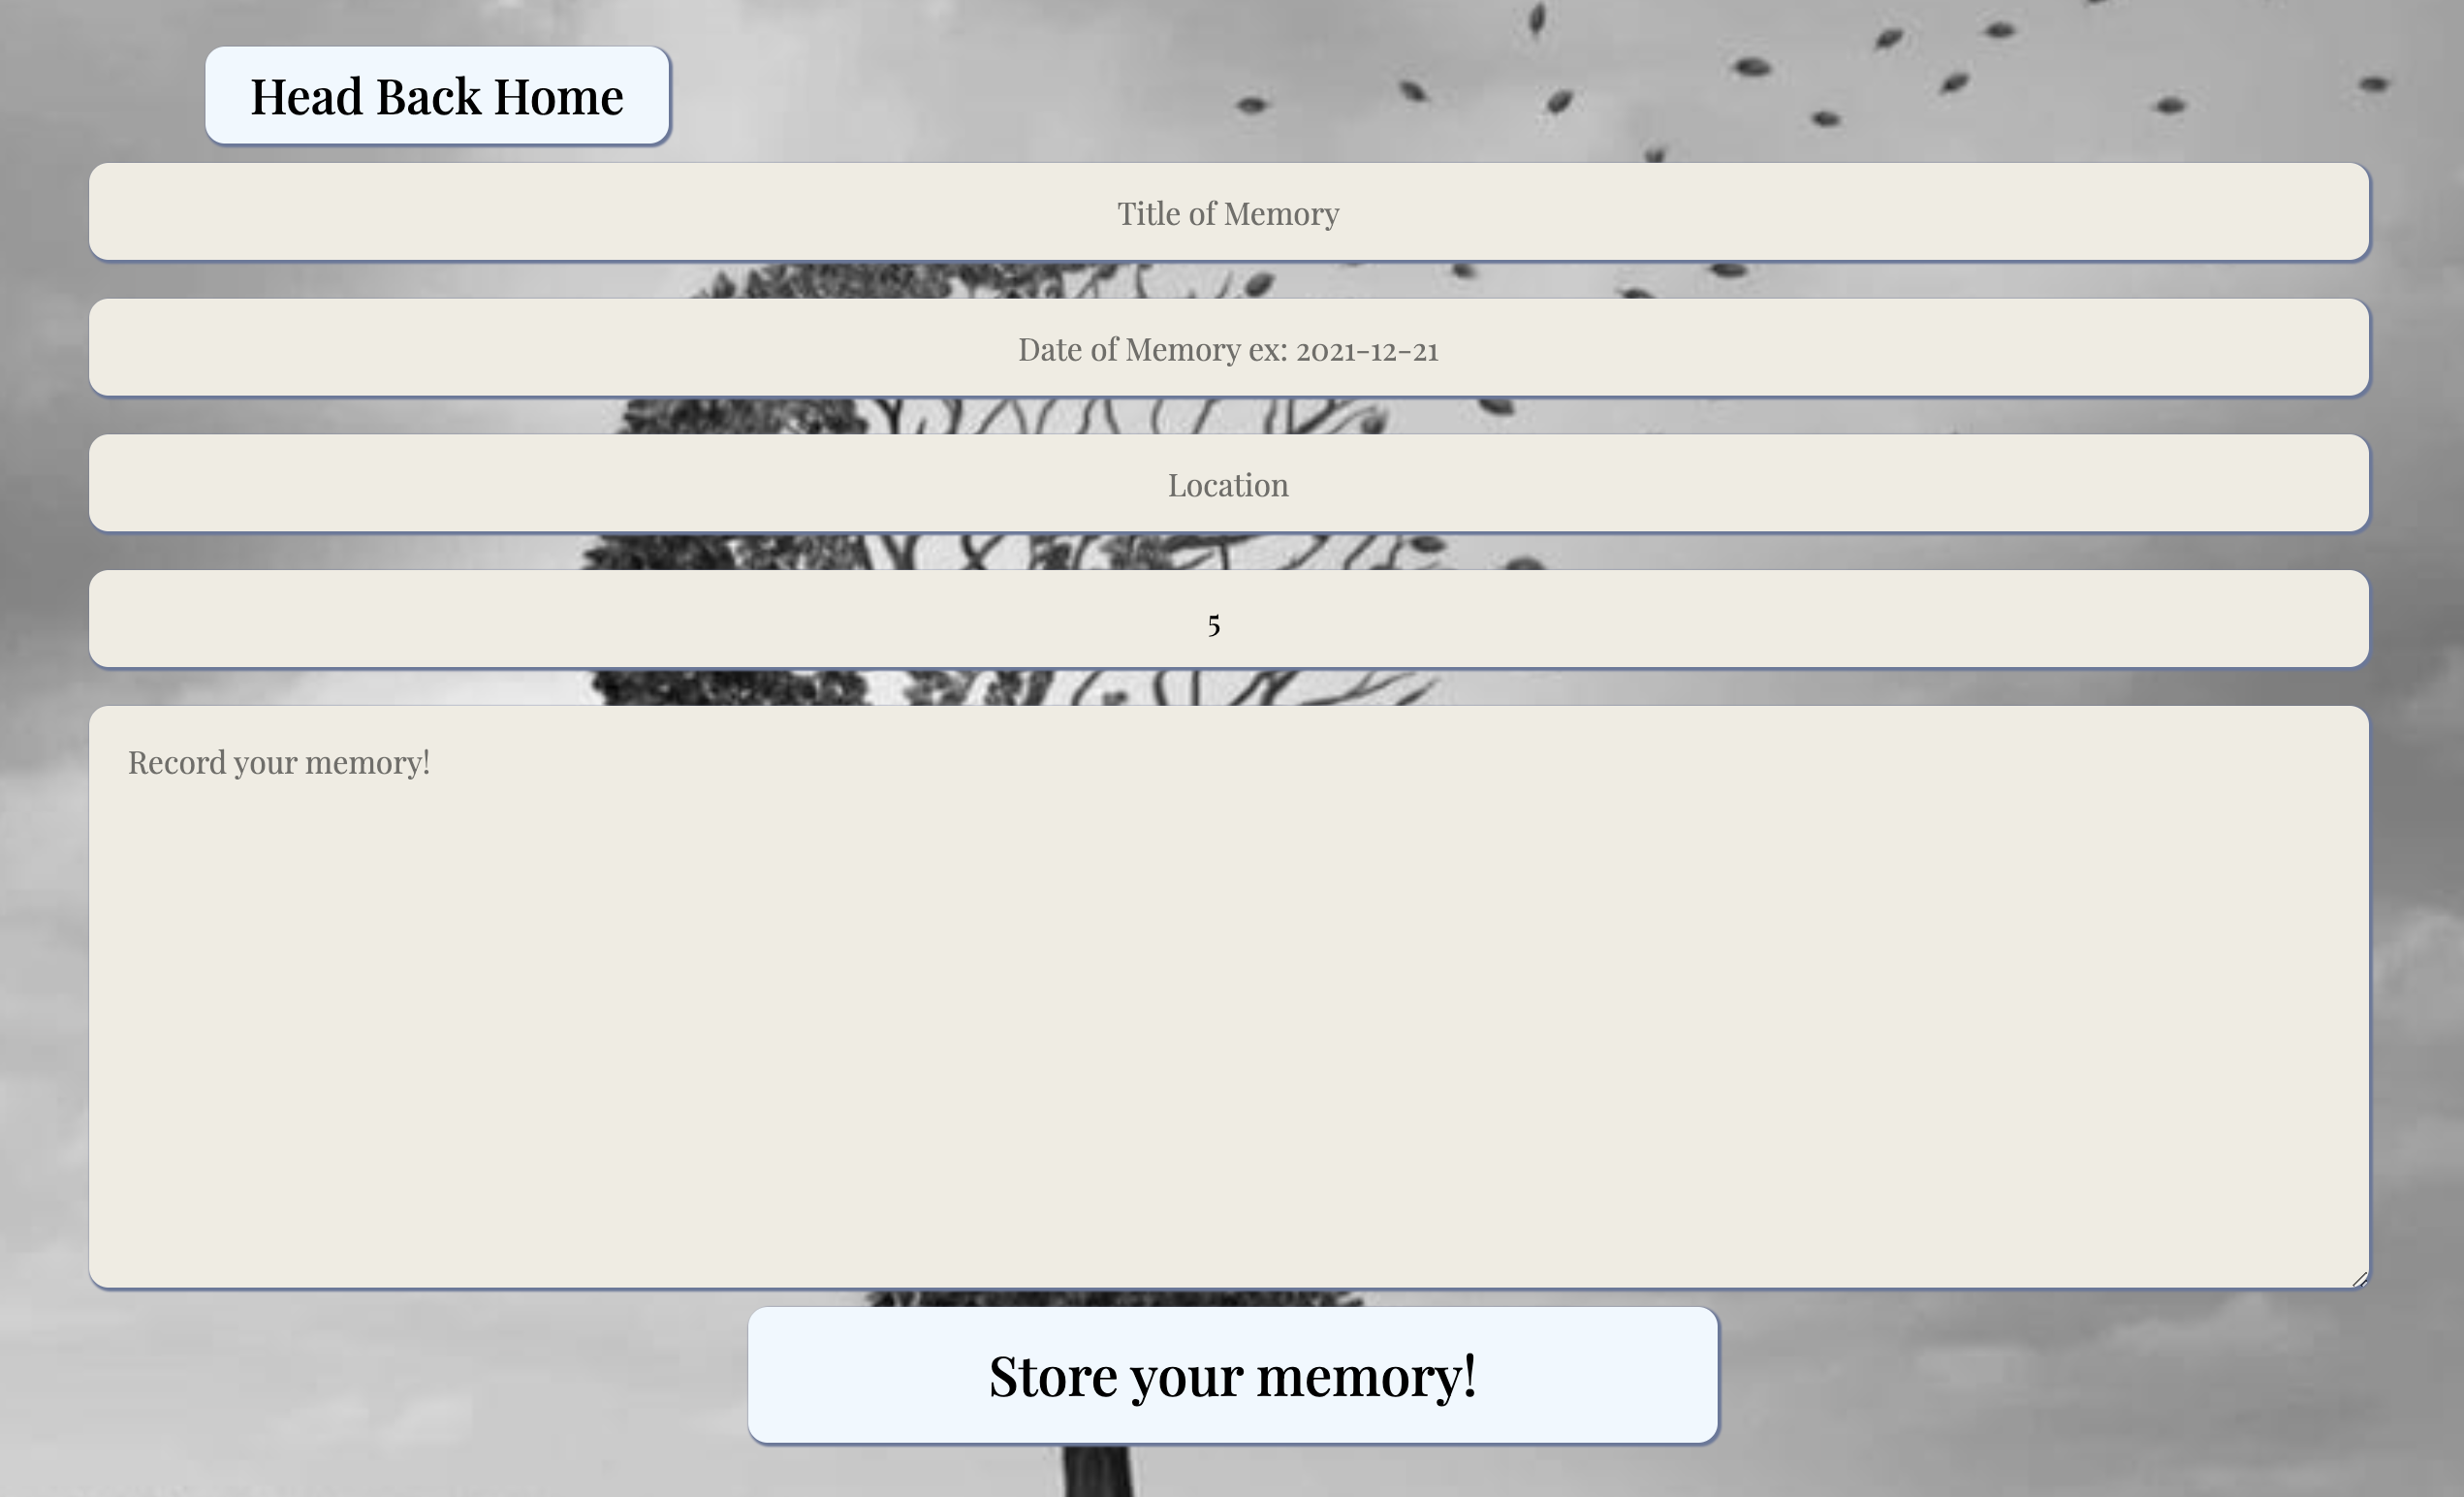 Head Back Home
Title of Memory
Date of Memory ex: 2021-12-21
Location
5
Record your memory!
Store your memory!